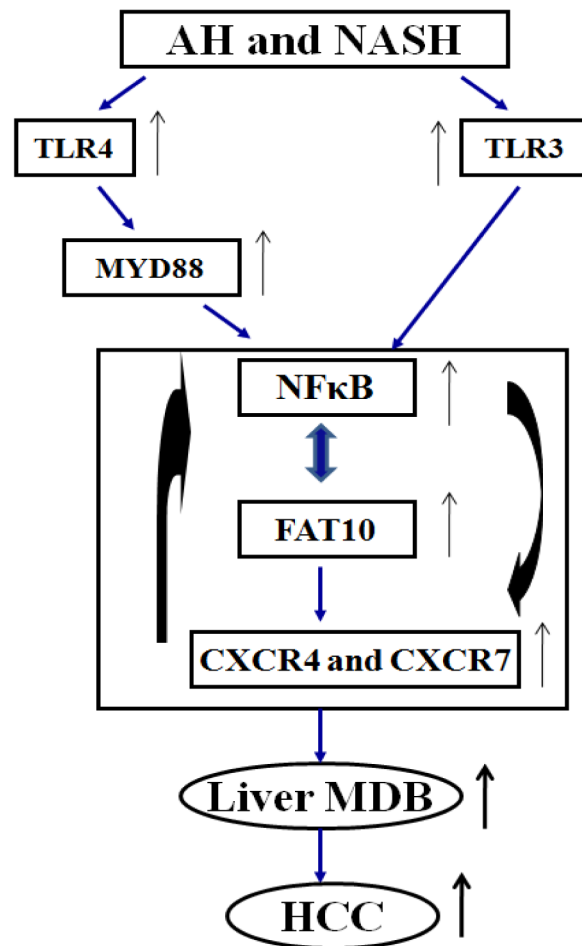 AH and NASH
TLR4
TLR3
MYD88
NFκB
FAT10
CXCR4 and CXCR7
Liver MDB
HCC